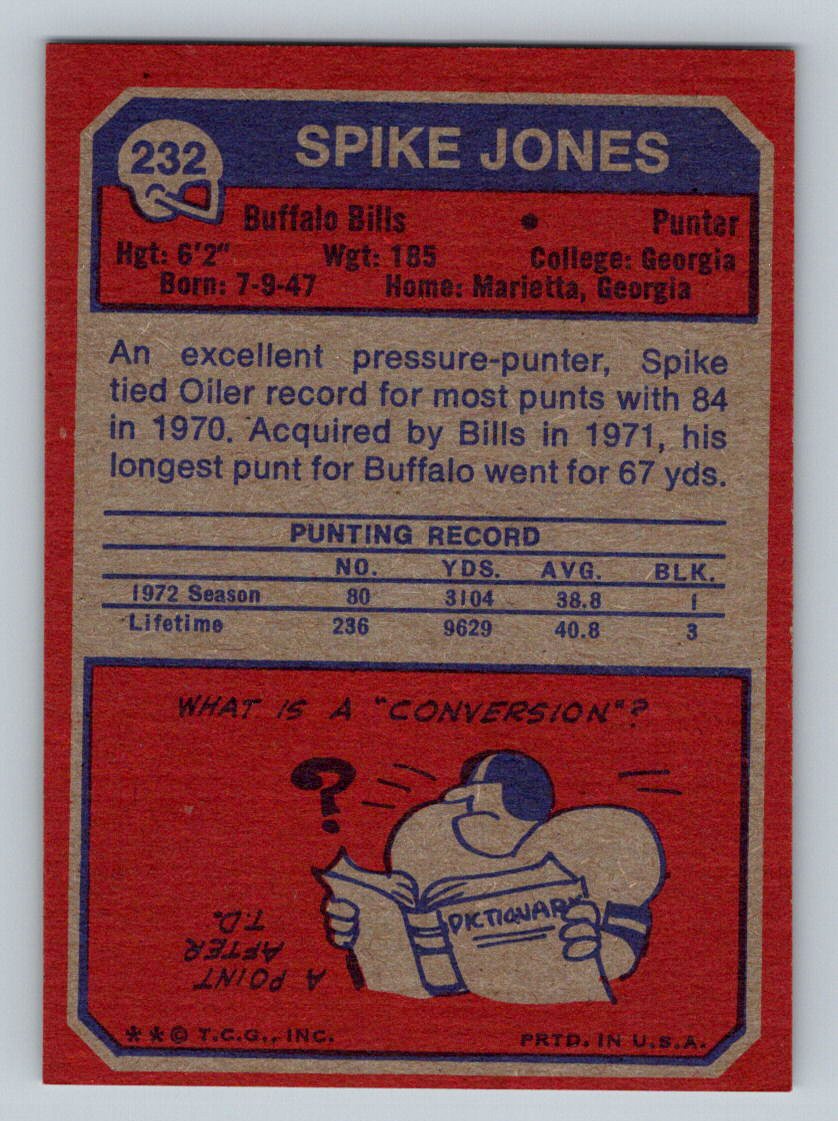 232
SPIKE JONES
Buffalo Bills • Punter
Hgt: 6'2" Wgt: 185 College: Georgia
Born: 7-9-47 Home: Marietta, Georgia
An excellent pressure-punter, Spike
tied Oiler record for most punts with 84
in 1970. Acquired by Bills in 1971, his
longest punt for Buffalo went for 67 yds.
PUNTING RECORD
NO. YDS. AVG. BLK.
1972 Season 80 3104 38.8 1
Lifetime 236 9629 40.8 3
WHAT IS A "CONVERSION"?
?
DICTIONARY
A POINT
AFTER
T.D.
**© T.C.G., INC. PRTD. IN U.S.A.